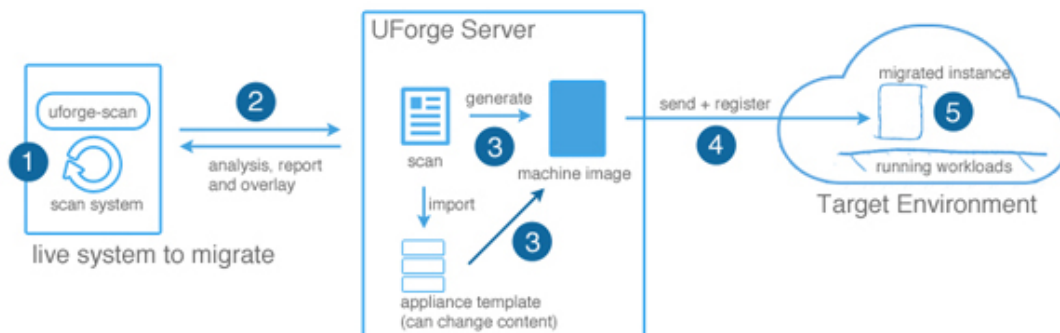 uforge-scan
1
scan system
live system to migrate
2
analysis, report
and overlay
UForge Server
scan
generate
3
machine image
import
3
appliance template
(can change content)
send + register
4
migrated instance
5
running workloads
Target Environment